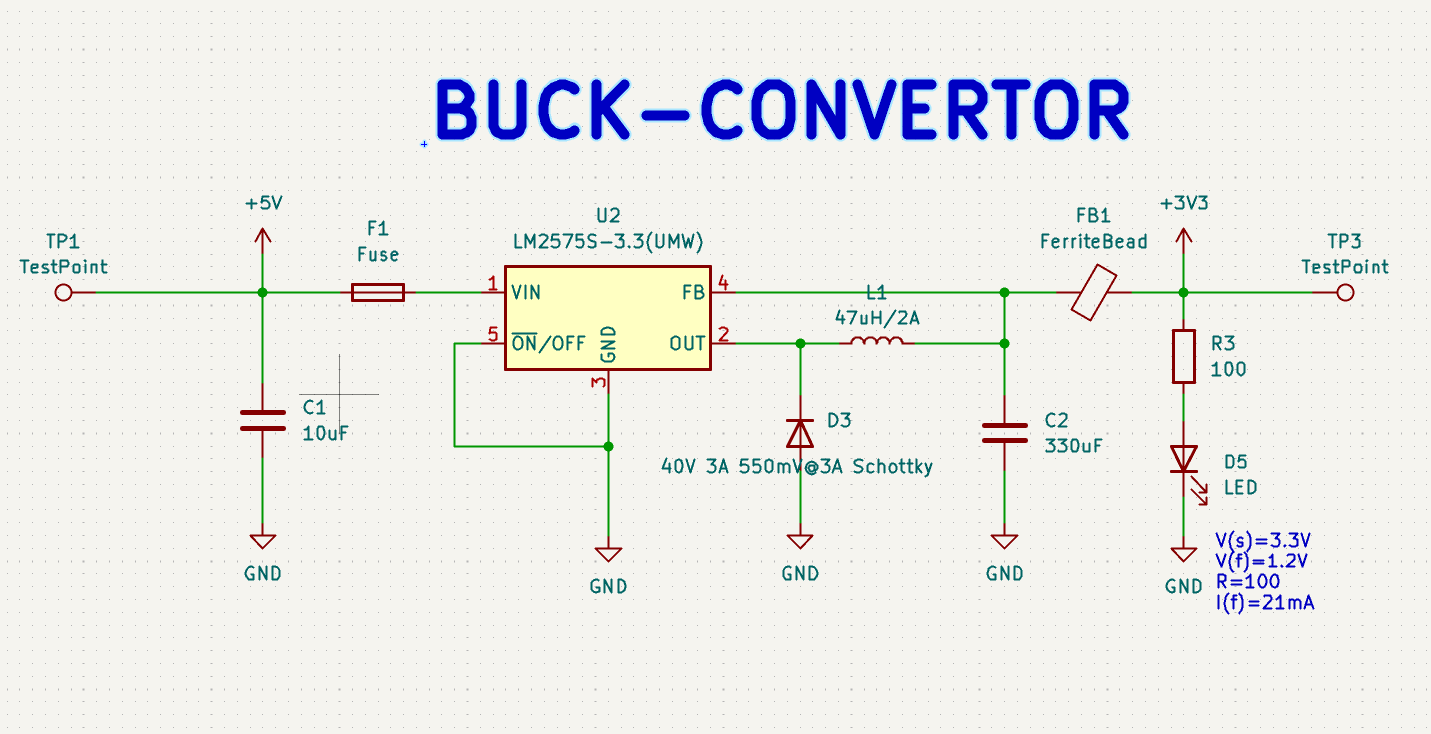 BUCK-CONVERTOR
+5V
+3V3
TP1
TestPoint
F1
Fuse
U2
LM2575S-3.3(UMW)
FB1
FerriteBead
TP3
TestPoint
1
VIN
FB
4
L1
47uH/2A
5
ON/OFF
GND
OUT
2
3
R3
100
C1
10uF
D3
40V 3A 550mV@3A Schottky
C2
330uF
D5
LED
GND
GND
GND
GND
GND
V(s)=3.3V
V(f)=1.2V
R=100
I(f)=21mA